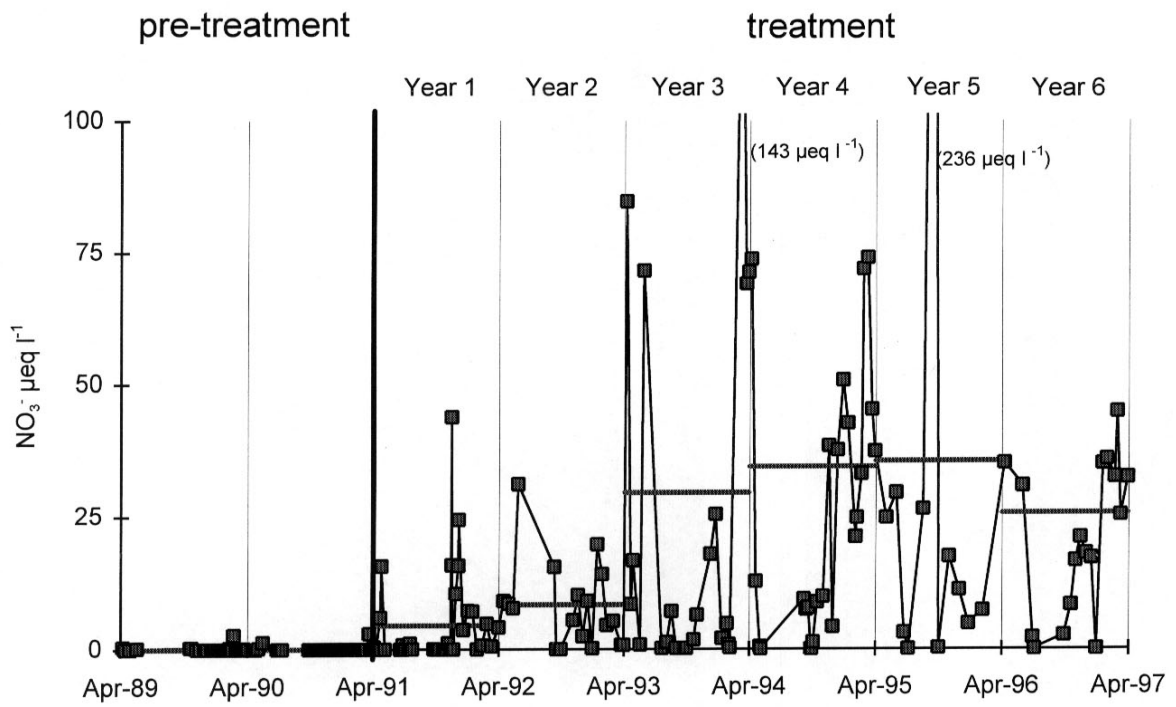 pre-treatment treatment
Year 1 Year 2 Year 3 Year 4 Year 5 Year 6
100
(143 µeq l⁻¹) (236 µeq l⁻¹)
75
NO₃⁻ µeq l⁻¹
50
25
0
Apr-89 Apr-90 Apr-91 Apr-92 Apr-93 Apr-94 Apr-95 Apr-96 Apr-97